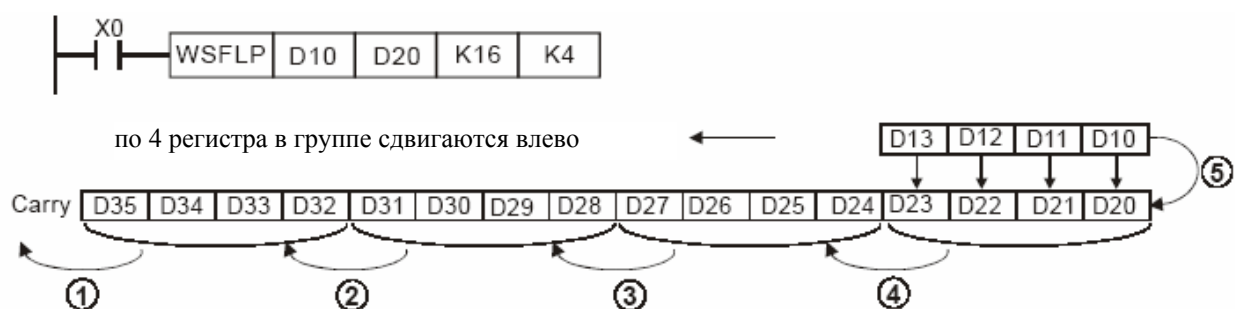 X0
WSFLP D10 D20 K16 K4
по 4 регистра в группе сдвигаются влево
D13 D12 D11 D10
5
Carry D35 D34 D33 D32 D31 D30 D29 D28 D27 D26 D25 D24 D23 D22 D21 D20
1 2 3 4